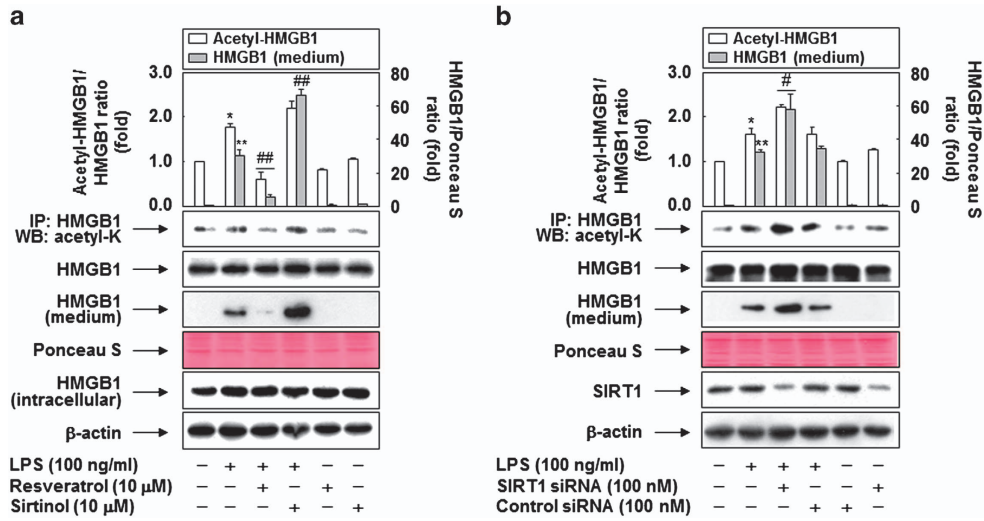 a
Acetyl-HMGB1
HMGB1 (medium)
Acetyl-HMGB1/
HMGB1 ratio
(fold)
3.0
2.0
1.0
0.0
80
60
40
20
0
HMGB1/Ponceau S
ratio (fold)
*
**
##
##
IP: HMGB1
WB: acetyl-K
HMGB1
HMGB1
(medium)
Ponceau S
HMGB1
(intracellular)
β-actin
LPS (100 ng/ml) − + + + − −
Resveratrol (10 μM) − − + − + −
Sirtinol (10 μM) − − − + − +
b
Acetyl-HMGB1
HMGB1 (medium)
Acetyl-HMGB1/
HMGB1 ratio
(fold)
3.0
2.0
1.0
0.0
80
60
40
20
0
HMGB1/Ponceau S
ratio (fold)
*
**
#
IP: HMGB1
WB: acetyl-K
HMGB1
HMGB1
(medium)
Ponceau S
SIRT1
β-actin
LPS (100 ng/ml) − + + + − −
SIRT1 siRNA (100 nM) − − + − − +
Control siRNA (100 nM) − − − + + −